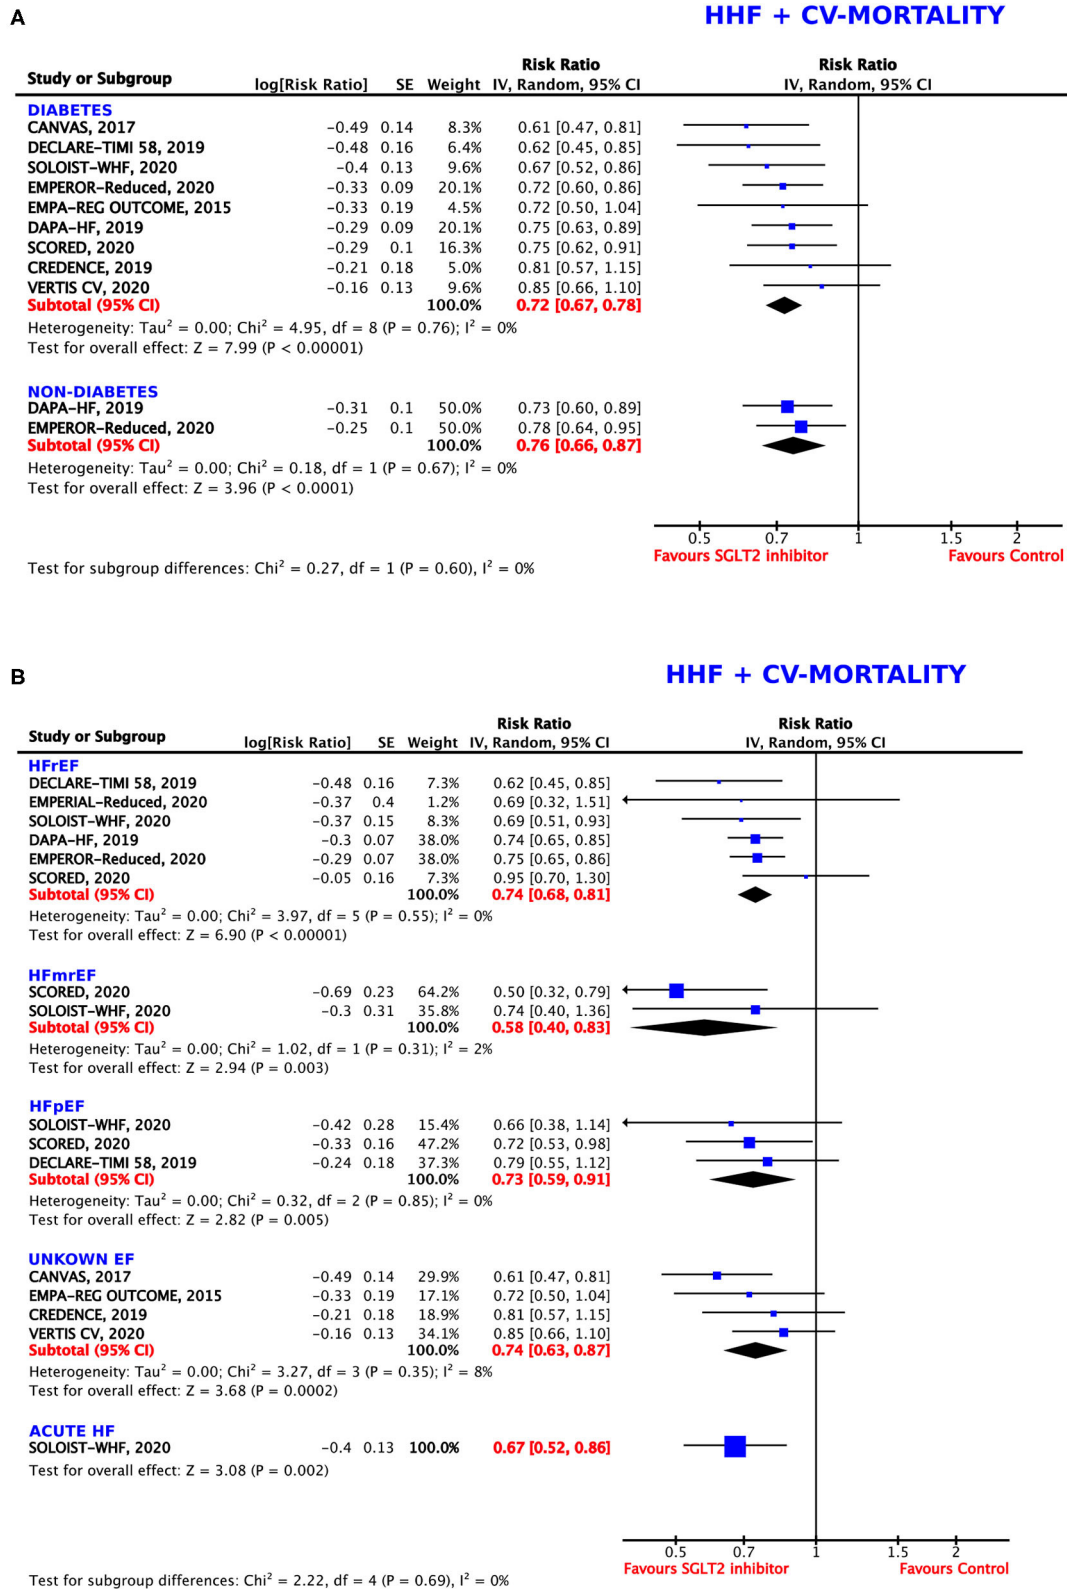 A
HHF + CV-MORTALITY
Risk Ratio Risk Ratio
Study or Subgroup log[Risk Ratio] SE Weight IV, Random, 95% CI IV, Random, 95% CI
DIABETES
CANVAS, 2017 −0.49 0.14 8.3% 0.61 [0.47, 0.81]
DECLARE−TIMI 58, 2019 −0.48 0.16 6.4% 0.62 [0.45, 0.85]
SOLOIST−WHF, 2020 −0.4 0.13 9.6% 0.67 [0.52, 0.86]
EMPEROR−Reduced, 2020 −0.33 0.09 20.1% 0.72 [0.60, 0.86]
EMPA−REG OUTCOME, 2015 −0.33 0.19 4.5% 0.72 [0.50, 1.04]
DAPA−HF, 2019 −0.29 0.09 20.1% 0.75 [0.63, 0.89]
SCORED, 2020 −0.29 0.1 16.3% 0.75 [0.62, 0.91]
CREDENCE, 2019 −0.21 0.18 5.0% 0.81 [0.57, 1.15]
VERTIS CV, 2020 −0.16 0.13 9.6% 0.85 [0.66, 1.10]
Subtotal (95% CI) 100.0% 0.72 [0.67, 0.78]
Heterogeneity: Tau² = 0.00; Chi² = 4.95, df = 8 (P = 0.76); I² = 0%
Test for overall effect: Z = 7.99 (P < 0.00001)
NON-DIABETES
DAPA−HF, 2019 −0.31 0.1 50.0% 0.73 [0.60, 0.89]
EMPEROR−Reduced, 2020 −0.25 0.1 50.0% 0.78 [0.64, 0.95]
Subtotal (95% CI) 100.0% 0.76 [0.66, 0.87]
Heterogeneity: Tau² = 0.00; Chi² = 0.18, df = 1 (P = 0.67); I² = 0%
Test for overall effect: Z = 3.96 (P < 0.0001)
0.5 0.7 1 1.5 2
Favours SGLT2 inhibitor Favours Control
Test for subgroup differences: Chi² = 0.27, df = 1 (P = 0.60), I² = 0%
B
HHF + CV-MORTALITY
Risk Ratio Risk Ratio
Study or Subgroup log[Risk Ratio] SE Weight IV, Random, 95% CI IV, Random, 95% CI
HFrEF
DECLARE−TIMI 58, 2019 −0.48 0.16 7.3% 0.62 [0.45, 0.85]
EMPERIAL−Reduced, 2020 −0.37 0.4 1.2% 0.69 [0.32, 1.51]
SOLOIST−WHF, 2020 −0.37 0.15 8.3% 0.69 [0.51, 0.93]
DAPA−HF, 2019 −0.3 0.07 38.0% 0.74 [0.65, 0.85]
EMPEROR−Reduced, 2020 −0.29 0.07 38.0% 0.75 [0.65, 0.86]
SCORED, 2020 −0.05 0.16 7.3% 0.95 [0.70, 1.30]
Subtotal (95% CI) 100.0% 0.74 [0.68, 0.81]
Heterogeneity: Tau² = 0.00; Chi² = 3.97, df = 5 (P = 0.55); I² = 0%
Test for overall effect: Z = 6.90 (P < 0.00001)
HFmrEF
SCORED, 2020 −0.69 0.23 64.2% 0.50 [0.32, 0.79]
SOLOIST−WHF, 2020 −0.3 0.31 35.8% 0.74 [0.40, 1.36]
Subtotal (95% CI) 100.0% 0.58 [0.40, 0.83]
Heterogeneity: Tau² = 0.00; Chi² = 1.02, df = 1 (P = 0.31); I² = 2%
Test for overall effect: Z = 2.94 (P = 0.003)
HFpEF
SOLOIST−WHF, 2020 −0.42 0.28 15.4% 0.66 [0.38, 1.14]
SCORED, 2020 −0.33 0.16 47.2% 0.72 [0.53, 0.98]
DECLARE−TIMI 58, 2019 −0.24 0.18 37.3% 0.79 [0.55, 1.12]
Subtotal (95% CI) 100.0% 0.73 [0.59, 0.91]
Heterogeneity: Tau² = 0.00; Chi² = 0.32, df = 2 (P = 0.85); I² = 0%
Test for overall effect: Z = 2.82 (P = 0.005)
UNKOWN EF
CANVAS, 2017 −0.49 0.14 29.9% 0.61 [0.47, 0.81]
EMPA−REG OUTCOME, 2015 −0.33 0.19 17.1% 0.72 [0.50, 1.04]
CREDENCE, 2019 −0.21 0.18 18.9% 0.81 [0.57, 1.15]
VERTIS CV, 2020 −0.16 0.13 34.1% 0.85 [0.66, 1.10]
Subtotal (95% CI) 100.0% 0.74 [0.63, 0.87]
Heterogeneity: Tau² = 0.00; Chi² = 3.27, df = 3 (P = 0.35); I² = 8%
Test for overall effect: Z = 3.68 (P = 0.0002)
ACUTE HF
SOLOIST−WHF, 2020 −0.4 0.13 100.0% 0.67 [0.52, 0.86]
Test for overall effect: Z = 3.08 (P = 0.002)
0.5 0.7 1 1.5 2
Favours SGLT2 inhibitor Favours Control
Test for subgroup differences: Chi² = 2.22, df = 4 (P = 0.69), I² = 0%